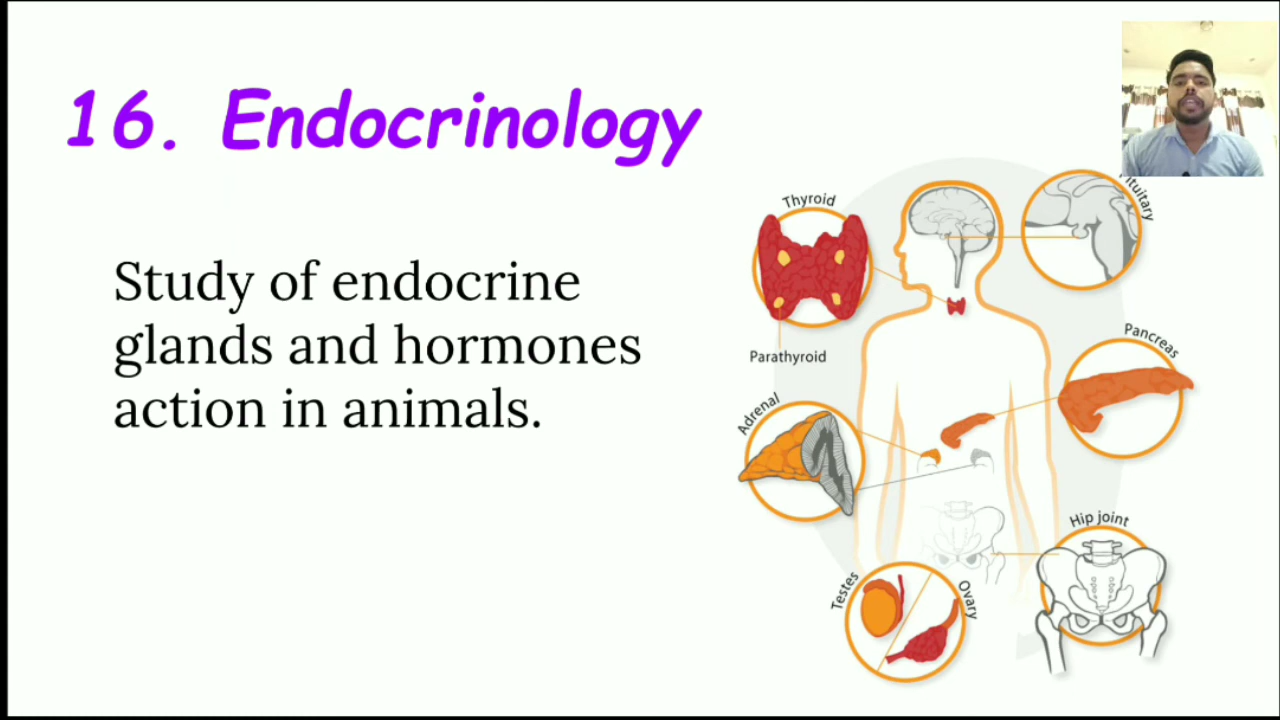 16. Endocrinology
Study of endocrine
glands and hormones
action in animals.
Thyroid
Parathyroid
Pancreas
Adrenal
Hip joint
Testes
Ovary